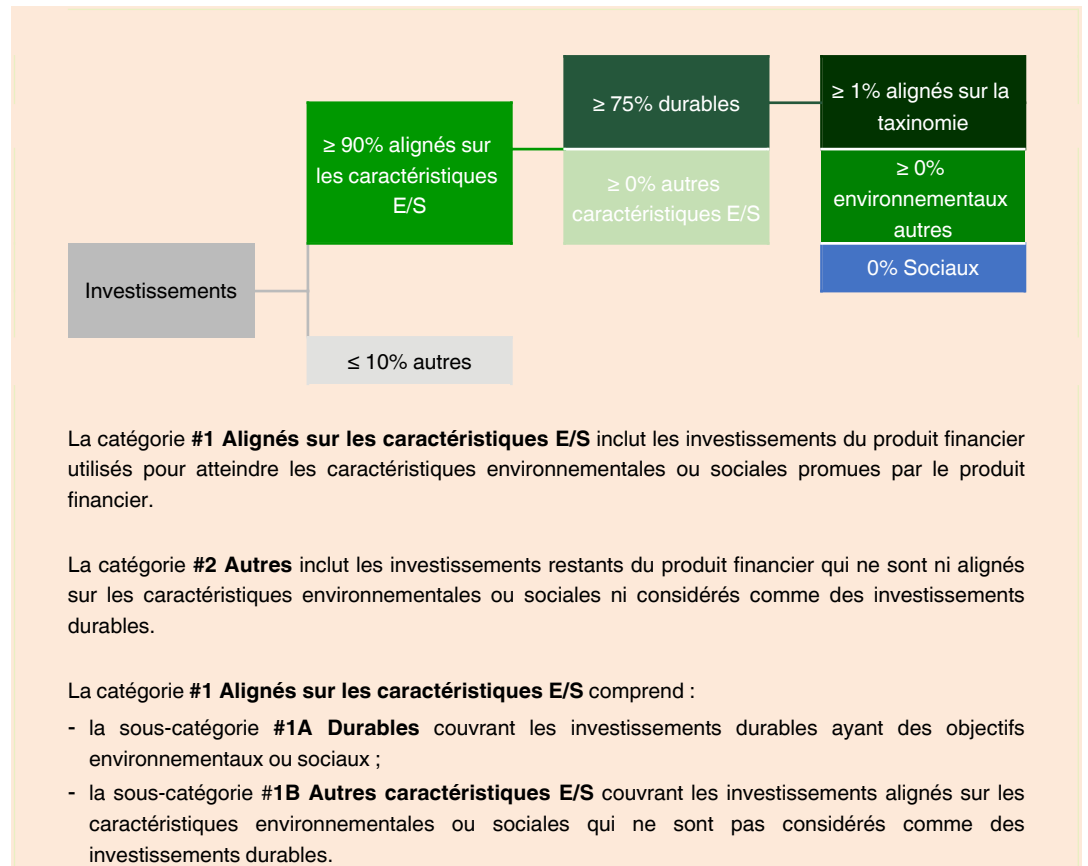 ≥ 90% alignés sur
les caractéristiques
E/S
≥ 75% durables
≥ 0% autres
caractéristiques E/S
≥ 1% alignés sur la
taxinomie
≥ 0%
environnementaux
autres
0% Sociaux
Investissements
≤ 10% autres
La catégorie #1 Alignés sur les caractéristiques E/S inclut les investissements du produit financier
utilisés pour atteindre les caractéristiques environnementales ou sociales promues par le produit
financier.
La catégorie #2 Autres inclut les investissements restants du produit financier qui ne sont ni alignés
sur les caractéristiques environnementales ou sociales ni considérés comme des investissements
durables.
La catégorie #1 Alignés sur les caractéristiques E/S comprend :
- la sous-catégorie #1A Durables couvrant les investissements durables ayant des objectifs
environnementaux ou sociaux ;
- la sous-catégorie #1B Autres caractéristiques E/S couvrant les investissements alignés sur les
caractéristiques environnementales ou sociales qui ne sont pas considérés comme des
investissements durables.